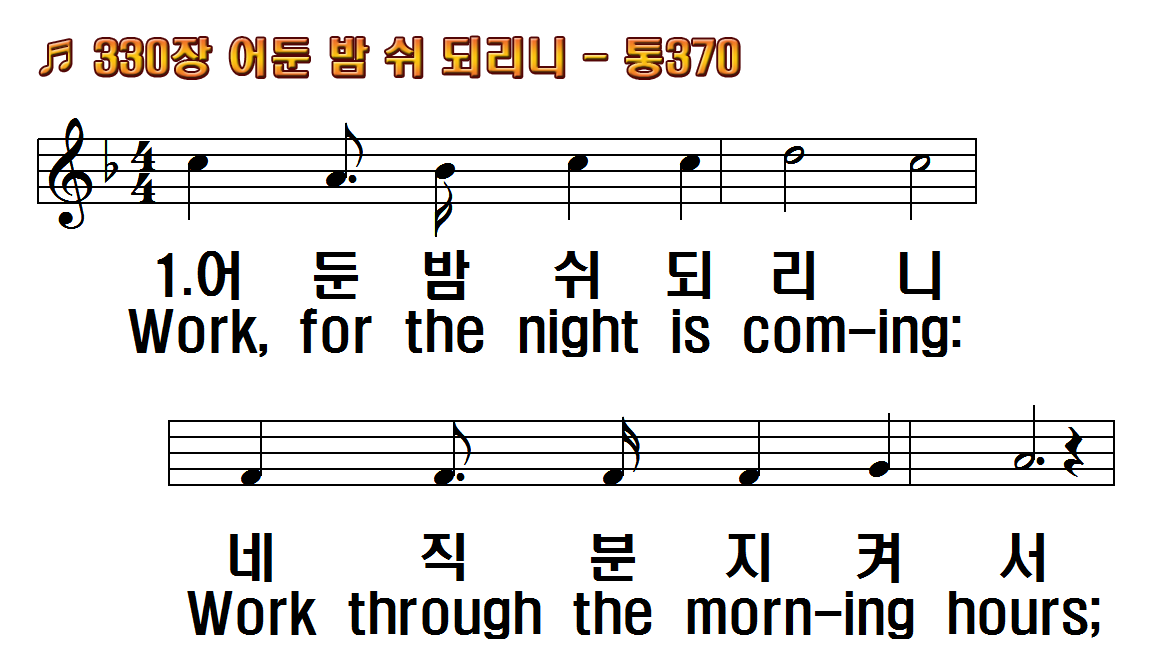 ♬ 330장 어둔 밤 쉬 되리니 - 통370
1.어 둔 밤 쉬 되 리 니
Work, for the night is com-ing:
네 직 분 지 켜 서
Work through the morn-ing hours;